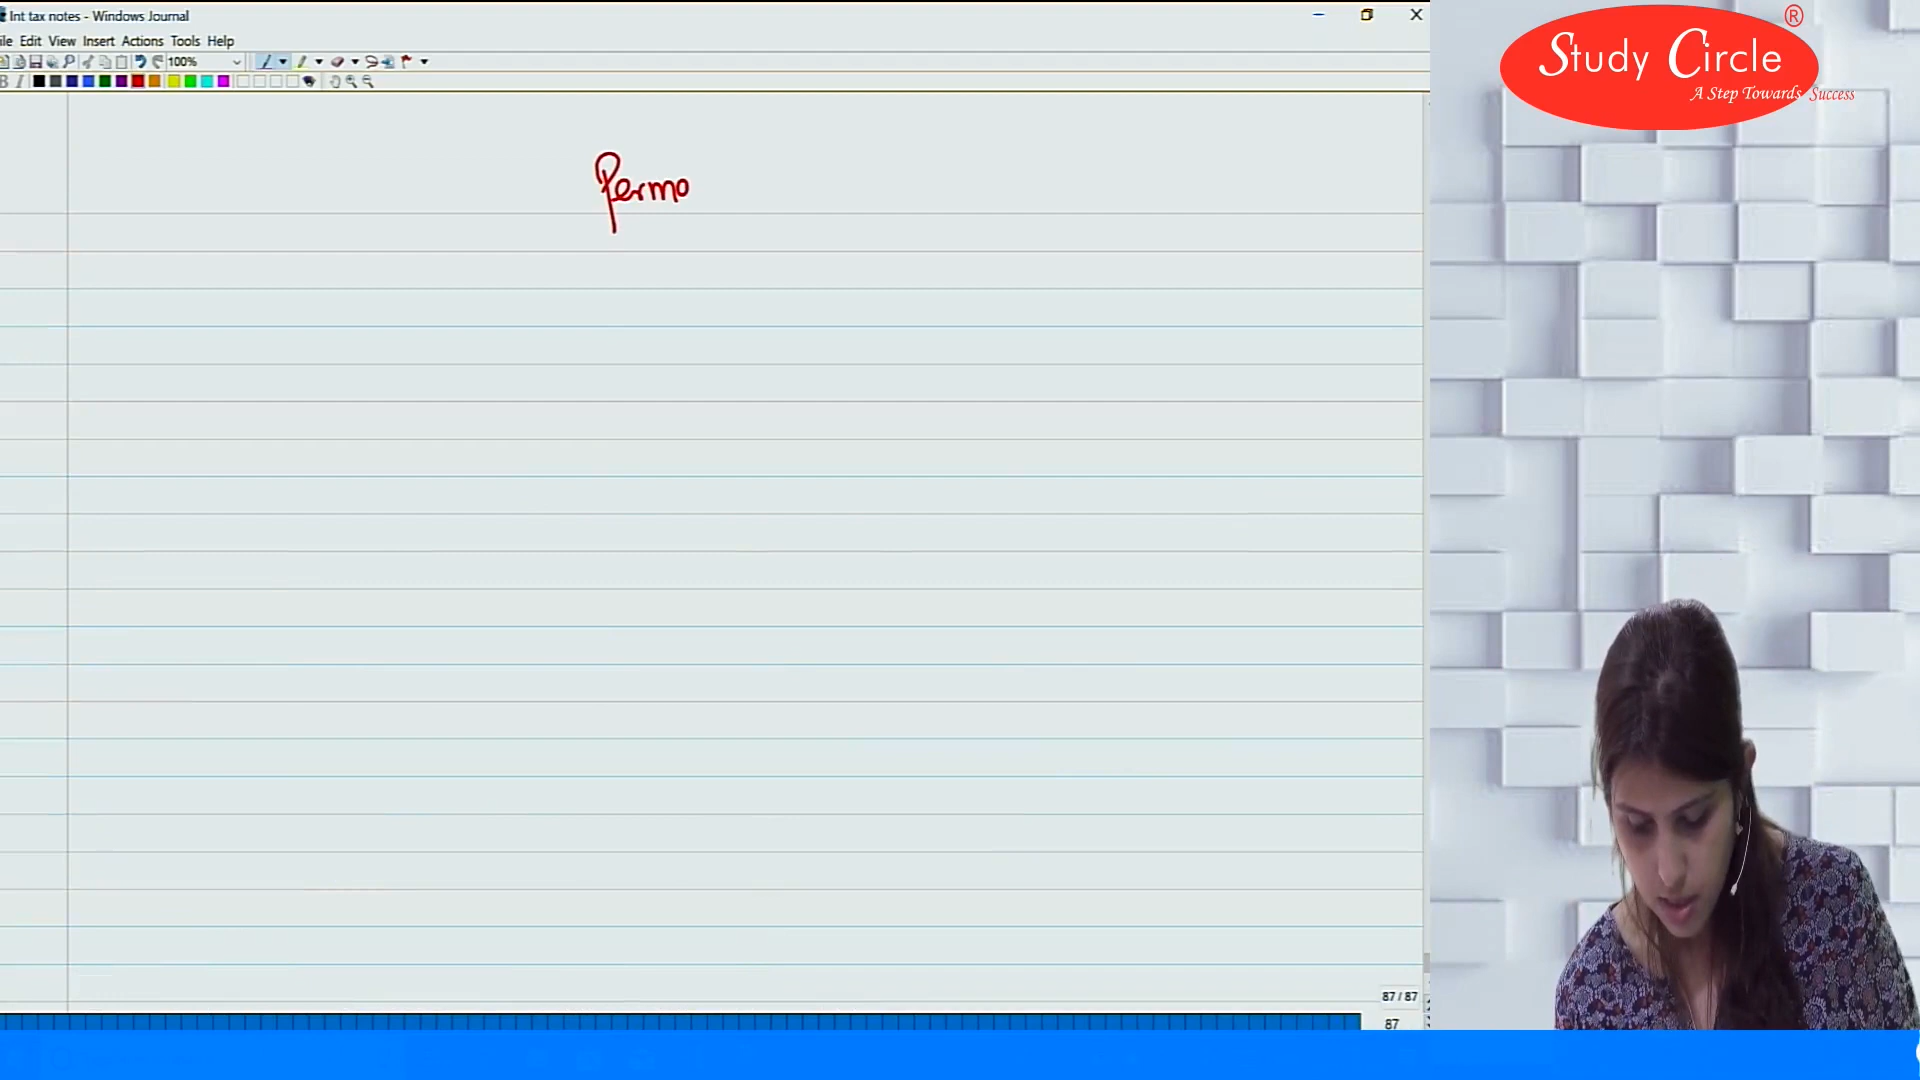 Int tax notes - Windows Journal
ile Edit View Insert Actions Tools Help
100%
B I
Permo
87 / 87
87
Study Circle ®
A Step Towards Success